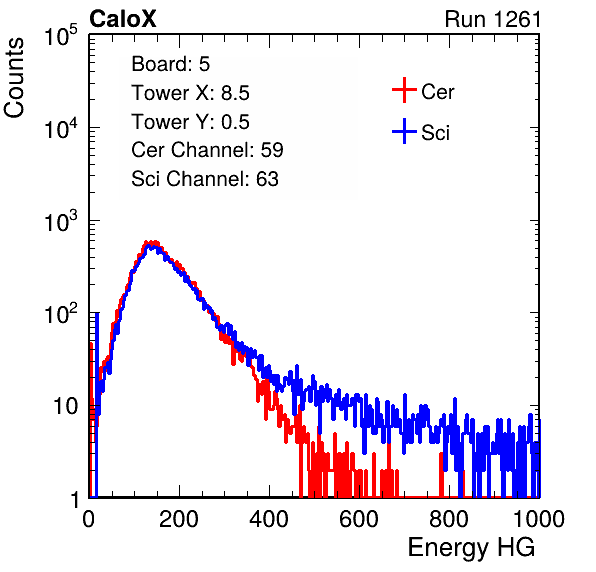 CaloX Run 1261
Counts
10^5
10^4
10^3
10^2
10
1
Board: 5
Tower X: 8.5
Tower Y: 0.5
Cer Channel: 59
Sci Channel: 63
Cer
Sci
0 200 400 600 800 1000
Energy HG